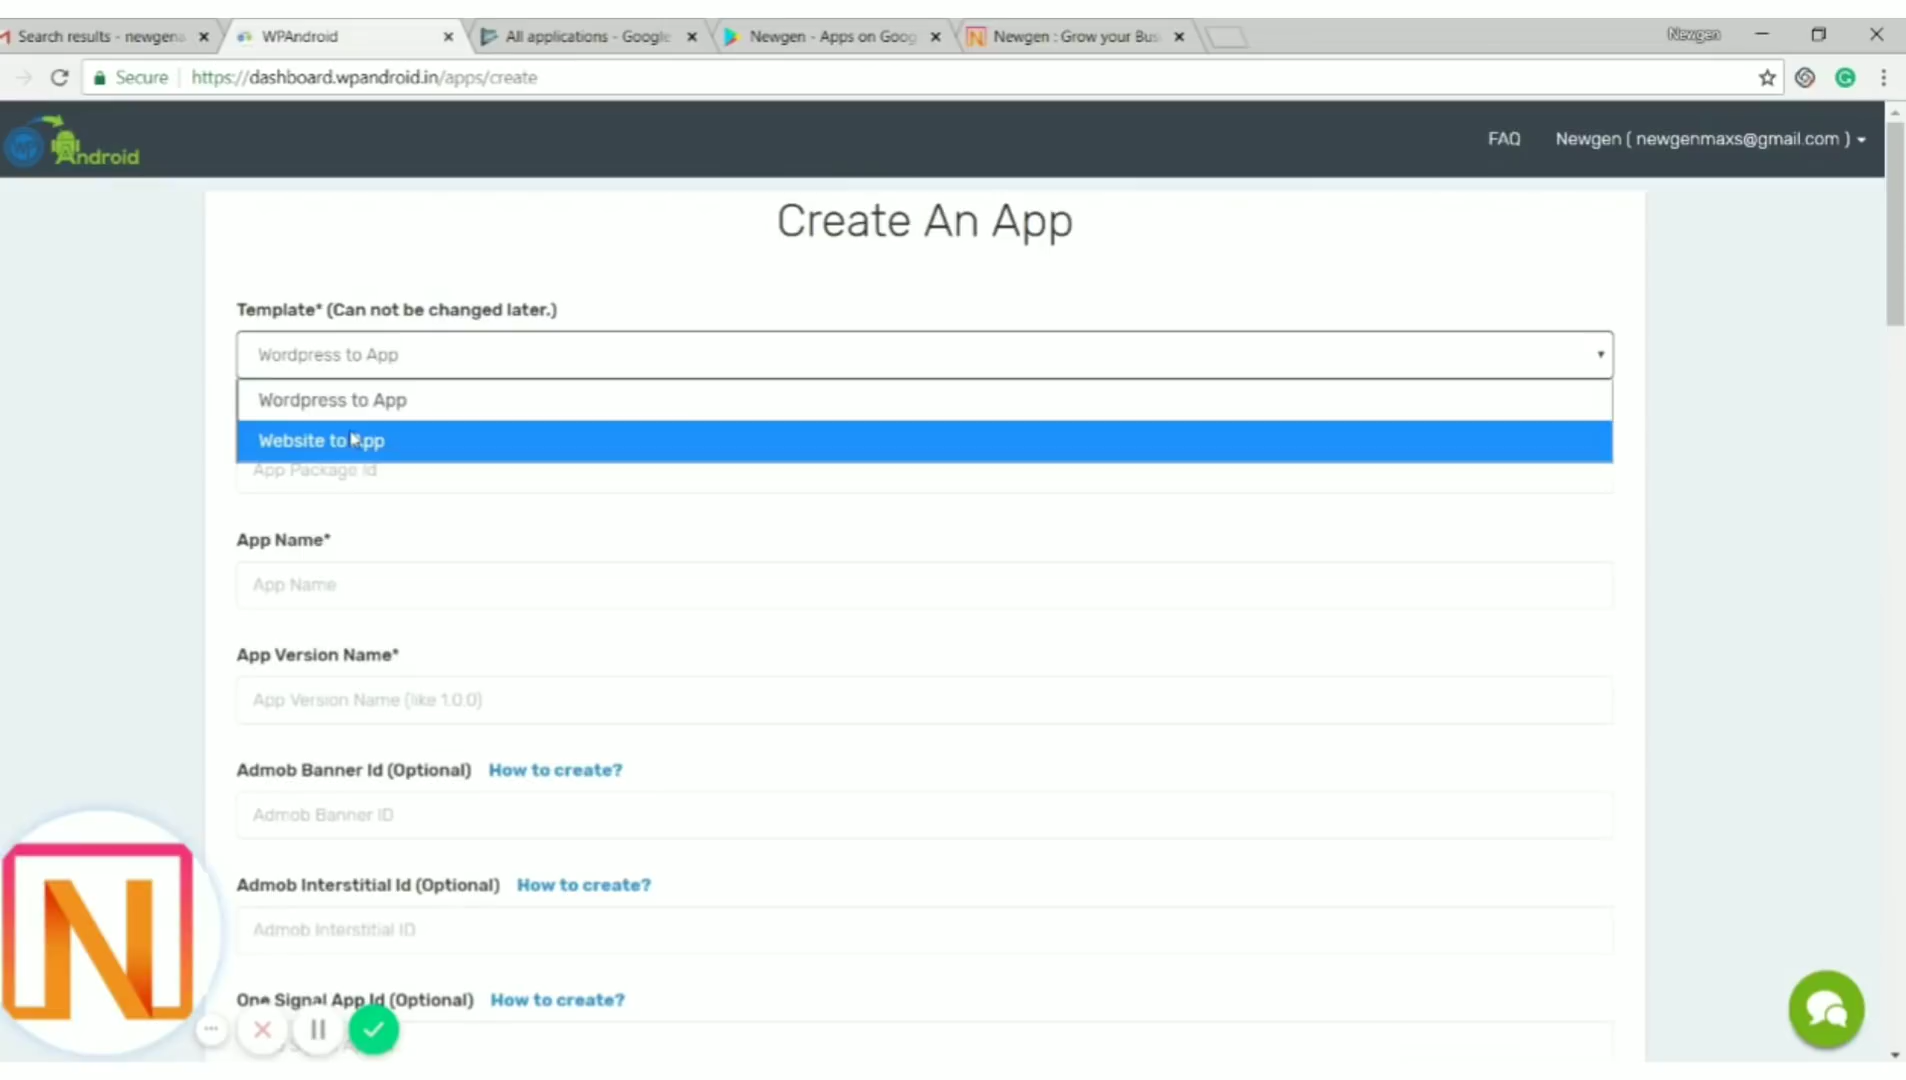 Search results - newgen
WPAndroid
All applications - Google
Newgen - Apps on Goog
Newgen : Grow your Bus
Newgen
Secure
https://dashboard.wpandroid.in/apps/create
Android
FAQ
Newgen ( newgenmaxs@gmail.com )
Create An App
Template* (Can not be changed later.)
Wordpress to App
Wordpress to App
Website to App
App Package Id
App Name*
App Name
App Version Name*
App Version Name (like 1.0.0)
Admob Banner Id (Optional) How to create?
Admob Banner ID
Admob Interstitial Id (Optional) How to create?
Admob Interstitial ID
One Signal App Id (Optional) How to create?
N